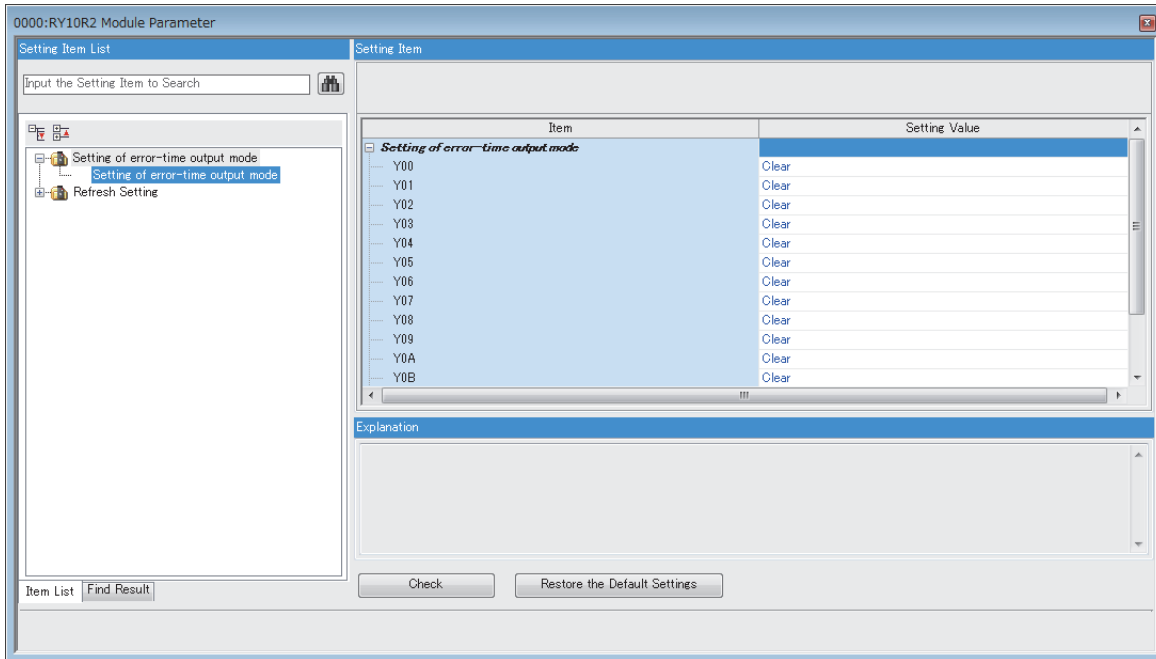 0000:RY10R2 Module Parameter
Setting Item List
Input the Setting Item to Search
Setting of error-time output mode
Setting of error-time output mode
Refresh Setting
Item List Find Result
Setting Item
Item Setting Value
Setting of error-time output mode
Y00 Clear
Y01 Clear
Y02 Clear
Y03 Clear
Y04 Clear
Y05 Clear
Y06 Clear
Y07 Clear
Y08 Clear
Y09 Clear
Y0A Clear
Y0B Clear
Explanation
Check Restore the Default Settings